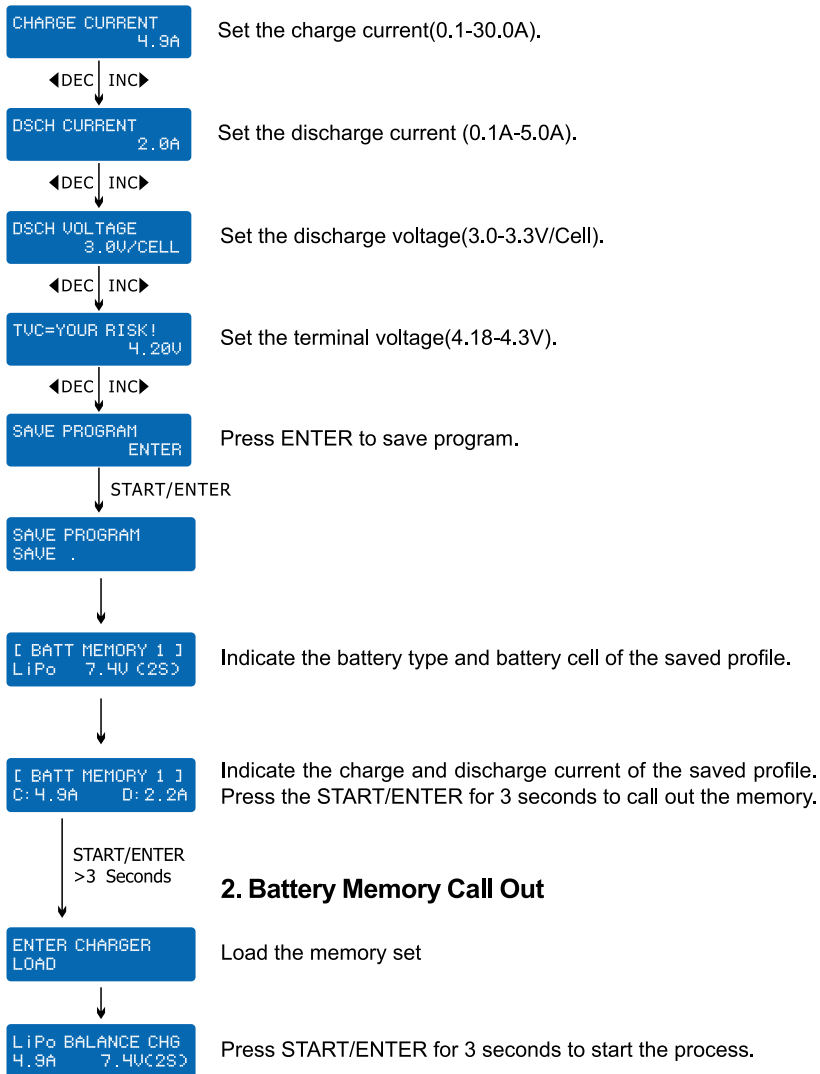 CHARGE CURRENT
4.9A
Set the charge current(0.1-30.0A).
◀DEC INC▶
DSCH CURRENT
2.0A
Set the discharge current (0.1A-5.0A).
◀DEC INC▶
DSCH VOLTAGE
3.0V/CELL
Set the discharge voltage(3.0-3.3V/Cell).
◀DEC INC▶
TVC=YOUR RISK!
4.20V
Set the terminal voltage(4.18-4.3V).
◀DEC INC▶
SAVE PROGRAM
ENTER
Press ENTER to save program.
START/ENTER
SAVE PROGRAM
SAVE .
[ BATT MEMORY 1 ]
LiPo 7.4V (2S)
Indicate the battery type and battery cell of the saved profile.
[ BATT MEMORY 1 ]
C:4.9A D:2.2A
Indicate the charge and discharge current of the saved profile.
Press the START/ENTER for 3 seconds to call out the memory.
START/ENTER
>3 Seconds
2. Battery Memory Call Out
ENTER CHARGER
LOAD
Load the memory set
LiPo BALANCE CHG
4.9A 7.4V(2S)
Press START/ENTER for 3 seconds to start the process.